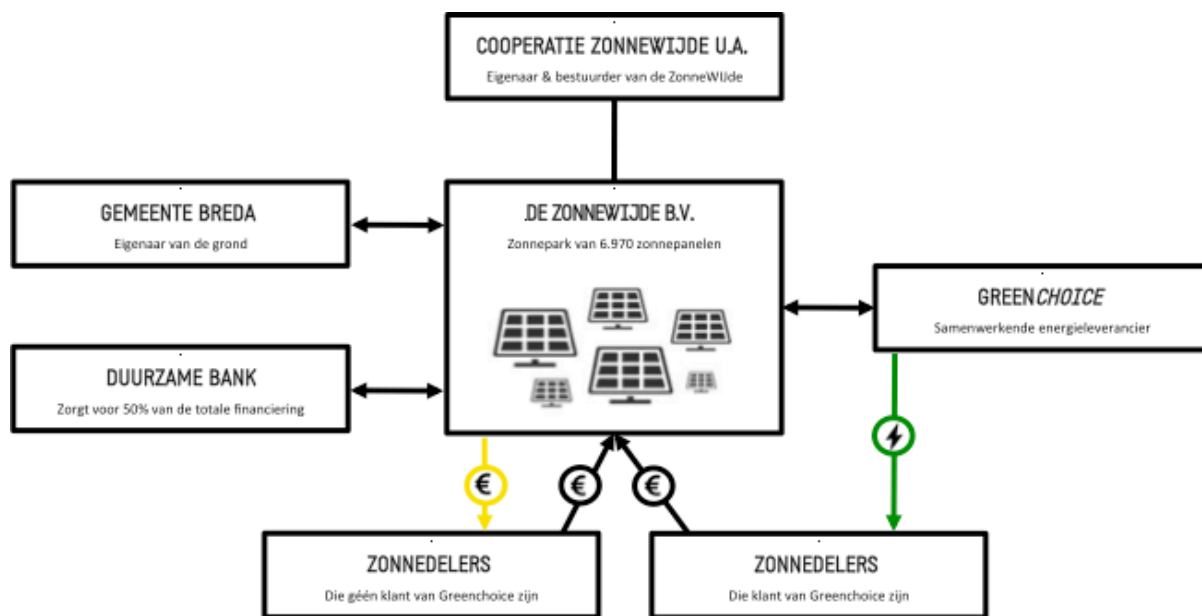 COOPERATIE ZONNEWIJDE U.A.
Eigenaar & bestuurder van de ZonneWIJde
GEMEENTE BREDA
Eigenaar van de grond
DE ZONNEWIJDE B.V.
Zonnepark van 6.970 zonnepanelen
GREENCHOICE
Samenwerkende energieleverancier
DUURZAME BANK
Zorgt voor 50% van de totale financiering
€
€
€
ZONNEDELERS
Die géén klant van Greenchoice zijn
ZONNEDELERS
Die klant van Greenchoice zijn